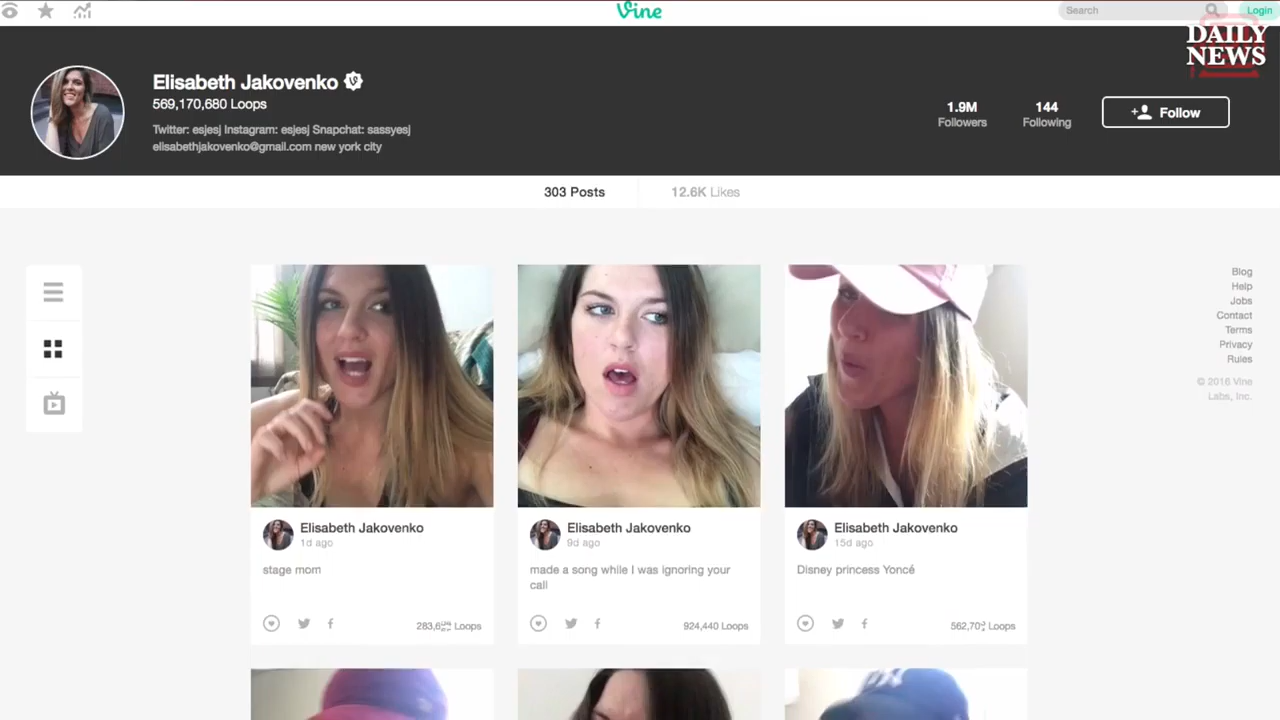 Vine
Search
Login
DAILY
NEWS
Elisabeth Jakovenko
569,170,680 Loops
Twitter: esjesj Instagram: esjesj Snapchat: sassyesj
elisabethjakovenko@gmail.com new york city
1.9M
Followers
144
Following
Follow
303 Posts
12.6K Likes
Blog
Help
Jobs
Contact
Terms
Privacy
Rules
© 2016 Vine
Labs, Inc.
Elisabeth Jakovenko
1d ago
stage mom
Loops
Elisabeth Jakovenko
9d ago
made a song while I was ignoring your
call
924,440 Loops
Elisabeth Jakovenko
15d ago
Disney princess Yoncé
Loops